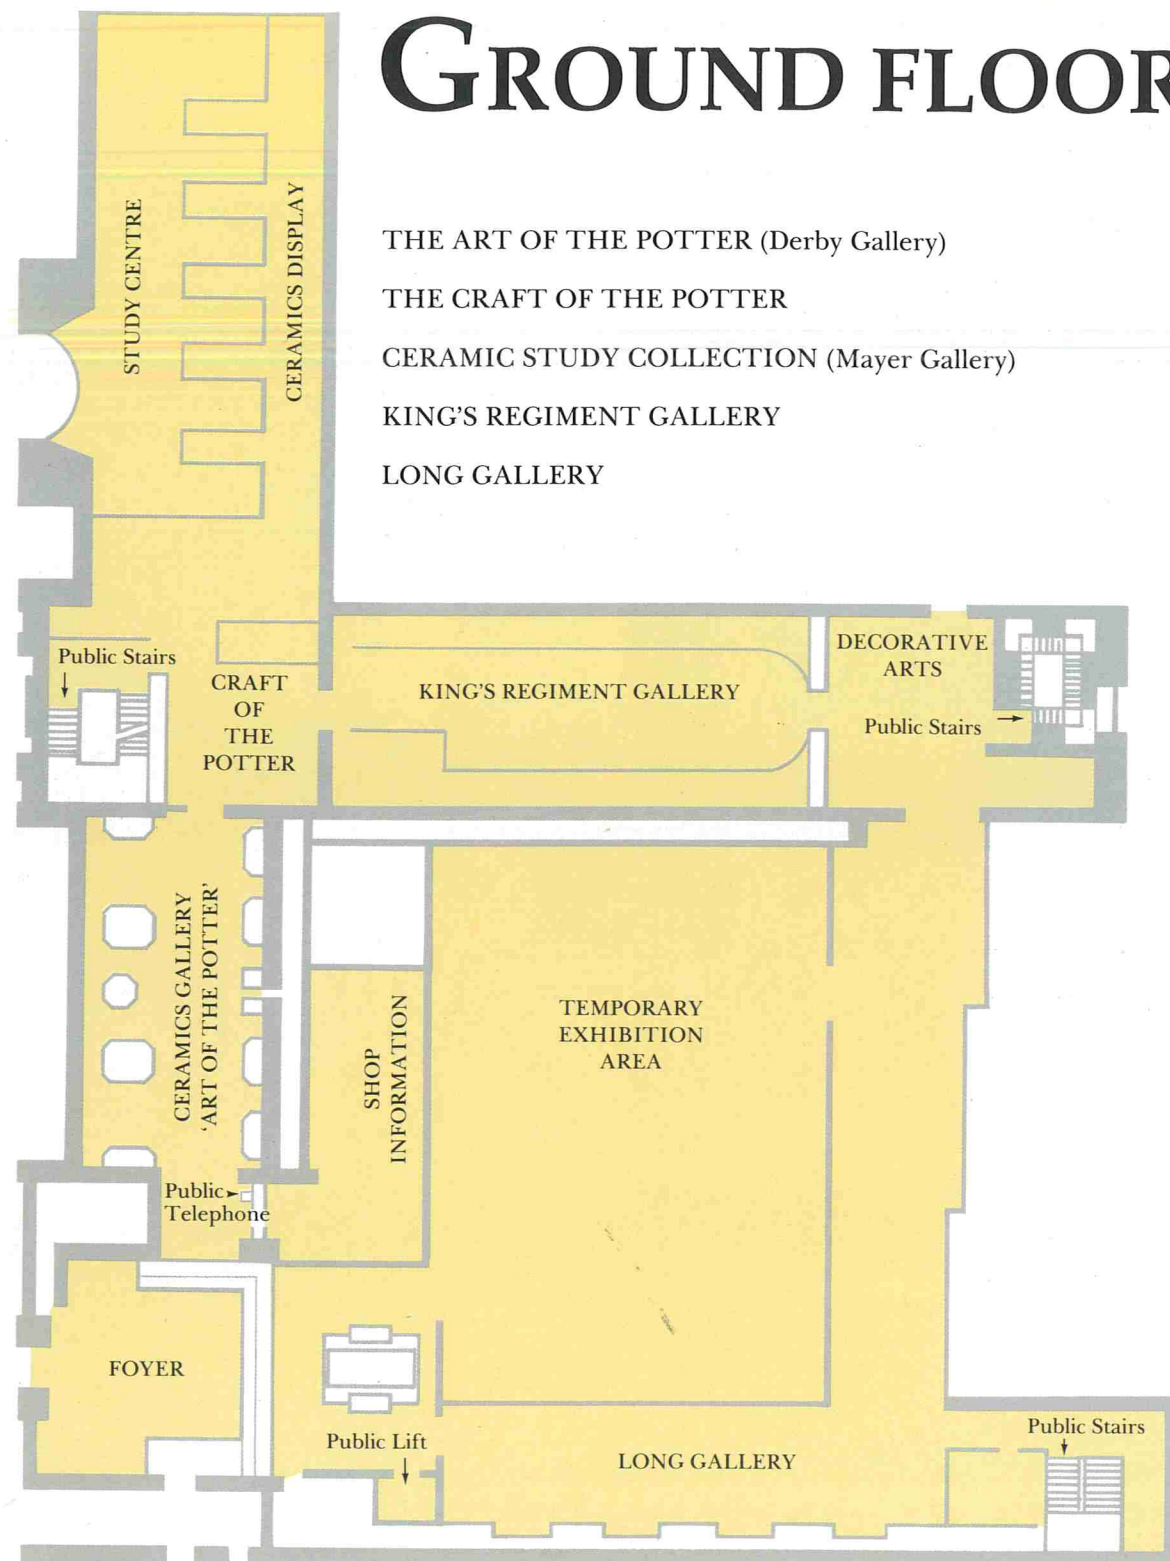 GROUND FLOOR
THE ART OF THE POTTER (Derby Gallery)
THE CRAFT OF THE POTTER
CERAMIC STUDY COLLECTION (Mayer Gallery)
KING'S REGIMENT GALLERY
LONG GALLERY
STUDY CENTRE
CERAMICS DISPLAY
Public Stairs
CRAFT
OF
THE
POTTER
KING'S REGIMENT GALLERY
DECORATIVE
ARTS
Public Stairs
CERAMICS GALLERY
'ART OF THE POTTER'
SHOP
INFORMATION
TEMPORARY
EXHIBITION
AREA
Public
Telephone
FOYER
Public Lift
LONG GALLERY
Public Stairs